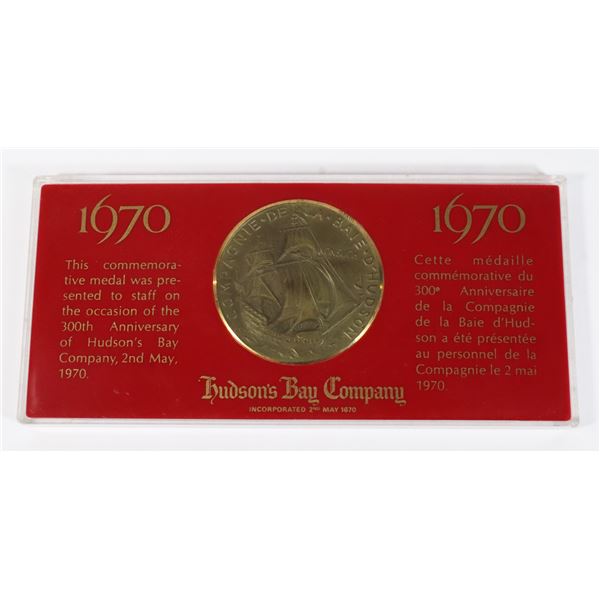 1670
This commemora-
tive medal was pre-
sented to staff on
the occasion of the
300th Anniversary
of Hudson's Bay
Company, 2nd May,
1970.
COMPAGNIE·DE·LA·BAIE·D'HUDSON
Hudson's Bay Company
INCORPORATED 2ND MAY 1670
1670
Cette médaille
commémorative du
300e Anniversaire
de la Compagnie
de la Baie d'Hud-
son a été présentée
au personnel de la
Compagnie le 2 mai
1970.